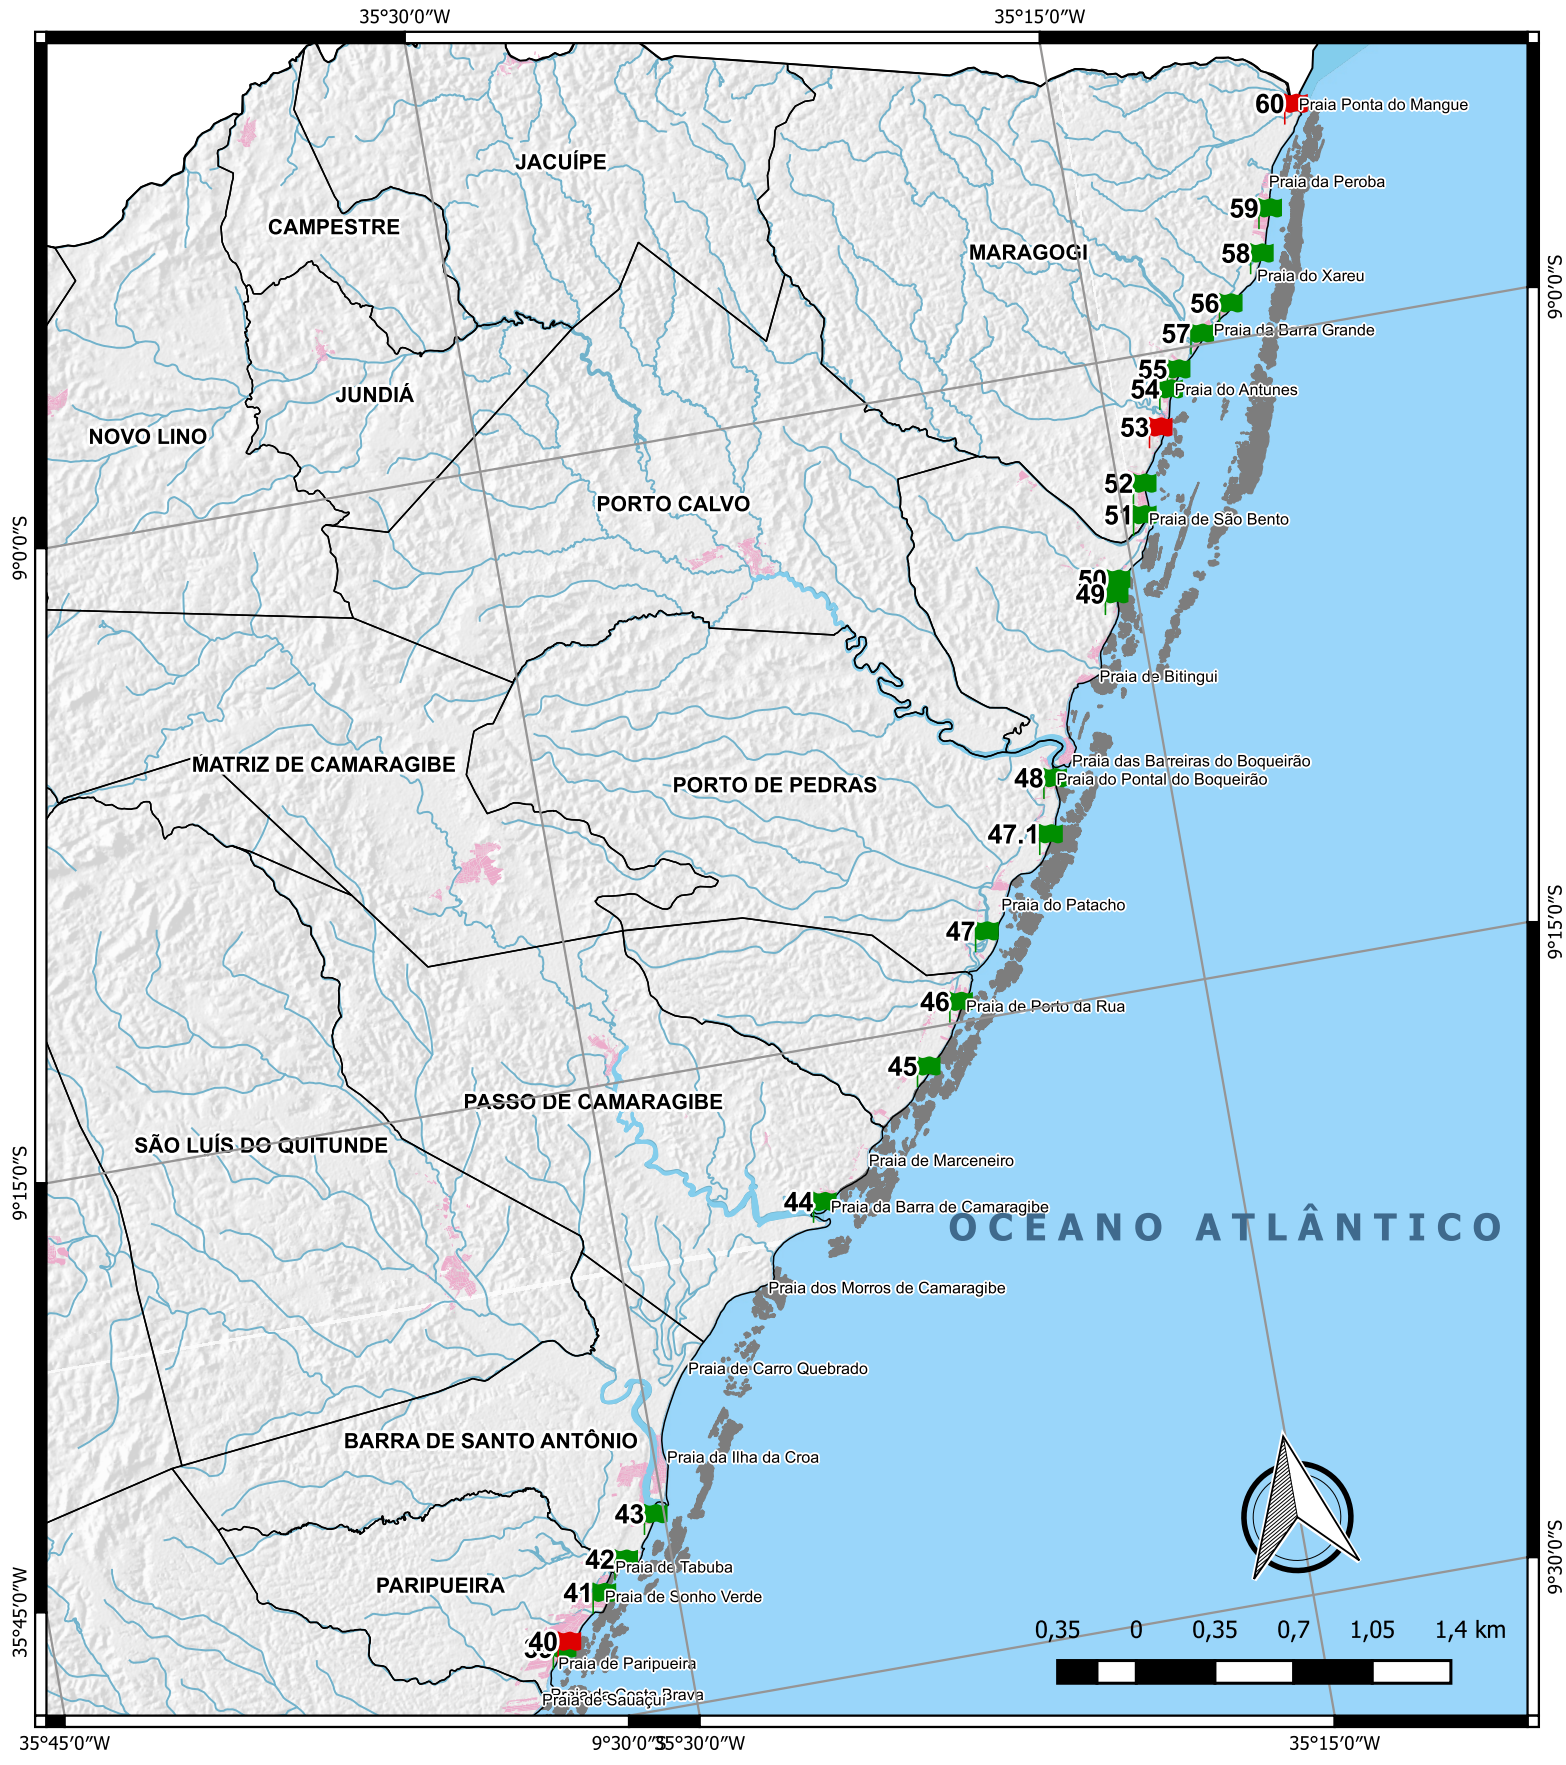 35°30'0"W
35°15'0"W
60
Praia Ponta do Mangue
JACUÍPE
Praia da Peroba
59
CAMPESTRE
MARAGOGI
58
Praia do Xareu
9°0'0"S
56
57
Praia da Barra Grande
55
54
Praia do Antunes
JUNDIÁ
53
NOVO LINO
52
PORTO CALVO
51
Praia de São Bento
9°0'0"S
50
49
Praia de Bitingui
MATRIZ DE CAMARAGIBE
Praia das Barreiras do Boqueirão
48
Praia do Pontal do Boqueirão
PORTO DE PEDRAS
47.1
Praia do Patacho
9°15'0"S
47
46
Praia de Porto da Rua
45
PASSO DE CAMARAGIBE
SÃO LUÍS DO QUITUNDE
Praia de Marceneiro
9°15'0"S
44
Praia da Barra de Camaragibe
OCEANO ATLÂNTICO
Praia dos Morros de Camaragibe
Praia de Carro Quebrado
BARRA DE SANTO ANTÔNIO
Praia da Ilha da Croa
43
42
Praia de Tabuba
9°30'0"S
PARIPUEIRA
41
Praia de Sonho Verde
35°45'0"W
0,35 0 0,35 0,7 1,05 1,4 km
40
Praia de Paripueira
Praia da Costa Brava
Praia de Sauaçui
35°45'0"W
9°30'0"S
35°30'0"W
35°15'0"W